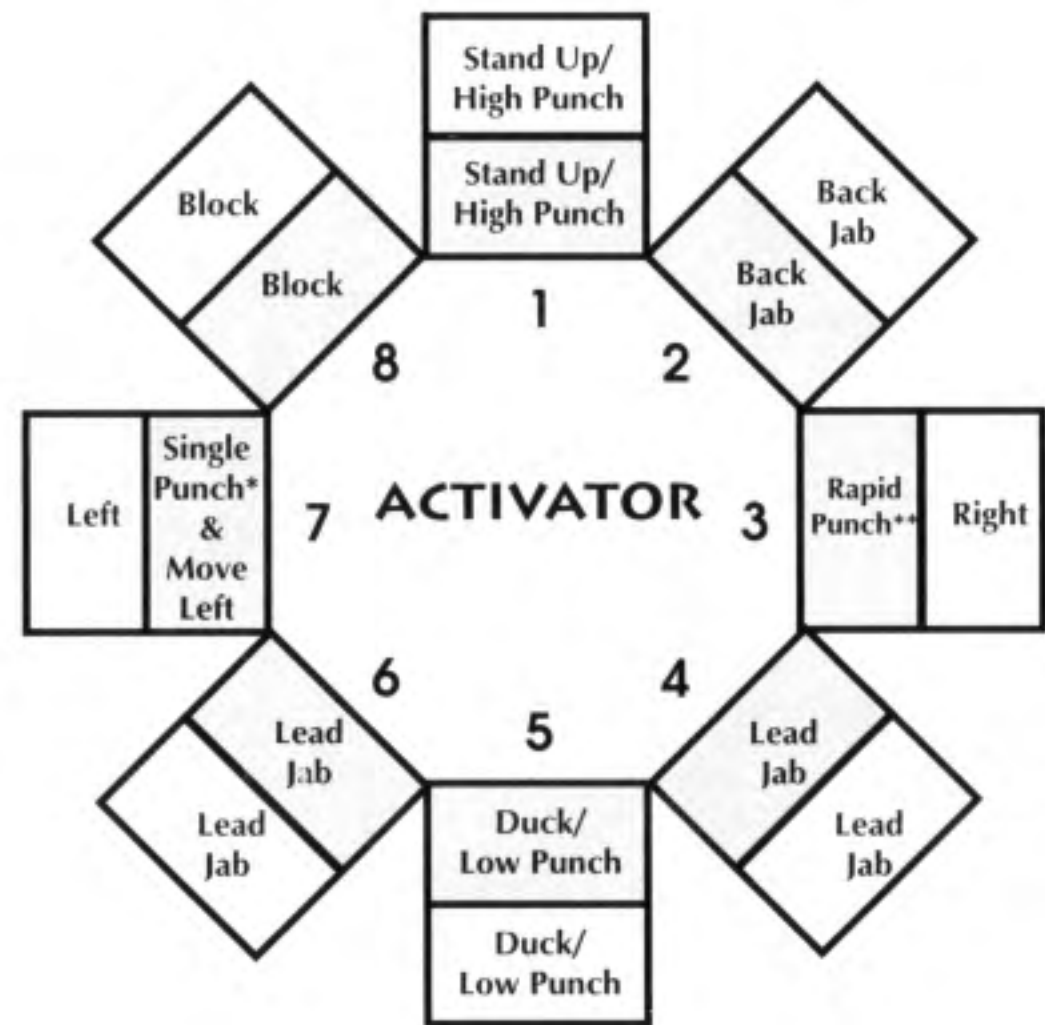 Stand Up/
High Punch
Stand Up/
High Punch
1
Back
Jab
Back
Jab
2
Rapid
Punch**
Right
3
Lead
Jab
Lead
Jab
4
5
Duck/
Low Punch
Duck/
Low Punch
6
Lead
Jab
Lead
Jab
7
Left
Single
Punch*
&
Move
Left
8
Block
Block
ACTIVATOR